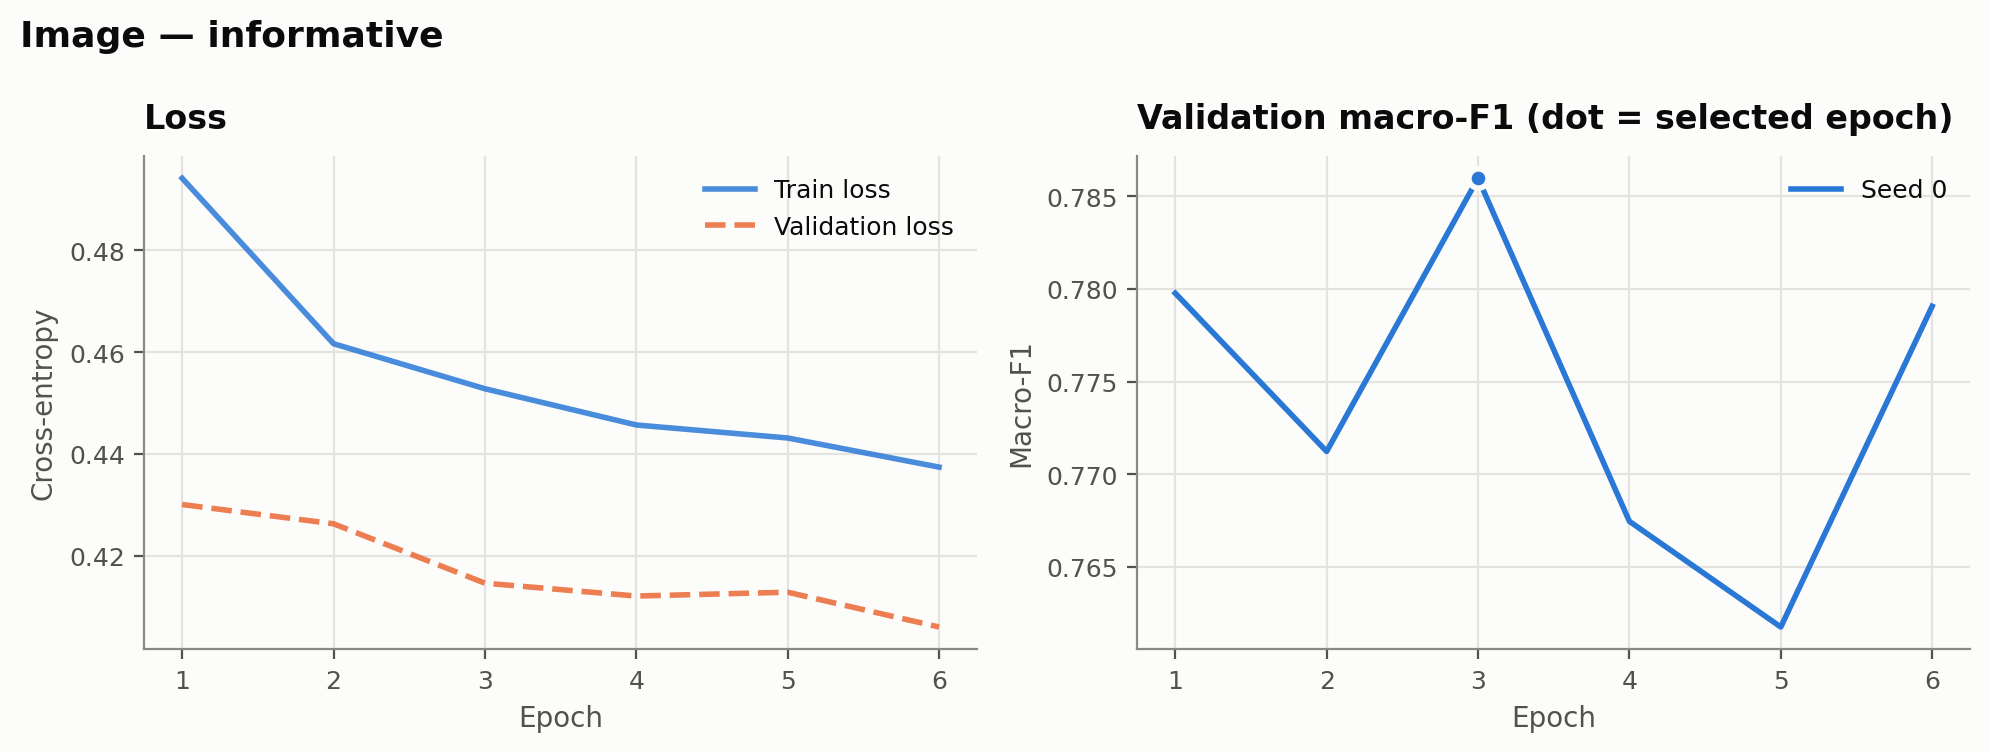 Image — informative
Loss
Train loss
Validation loss
0.48
0.46
0.44
0.42
Cross-entropy
1 2 3 4 5 6
Epoch
Validation macro-F1 (dot = selected epoch)
Seed 0
0.785
0.780
0.775
0.770
0.765
Macro-F1
1 2 3 4 5 6
Epoch